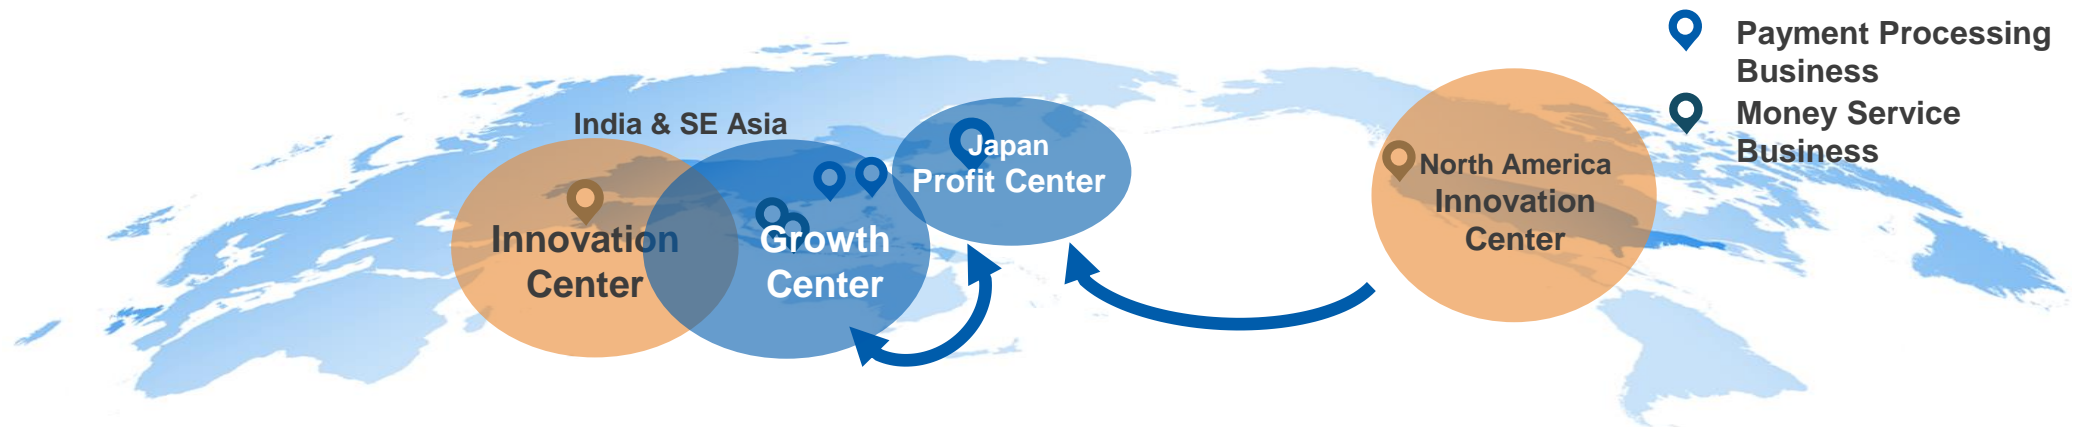 Payment Processing
Business
Money Service
Business
India & SE Asia
Innovation
Center
Growth
Center
Japan
Profit Center
North America
Innovation
Center